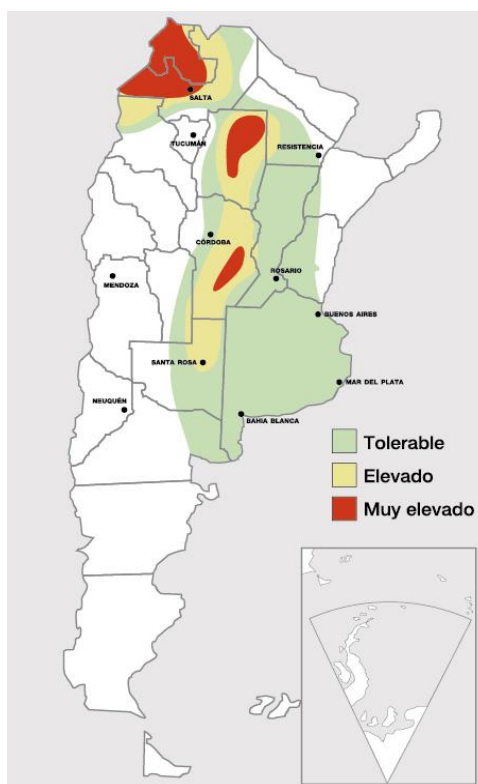 SALTA
TUCUMÁN
RESISTENCIA
CÓRDOBA
ROSARIO
MENDOZA
BUENOS AIRES
SANTA ROSA
MAR DEL PLATA
NEUQUÉN
BAHIA BLANCA
Tolerable
Elevado
Muy elevado